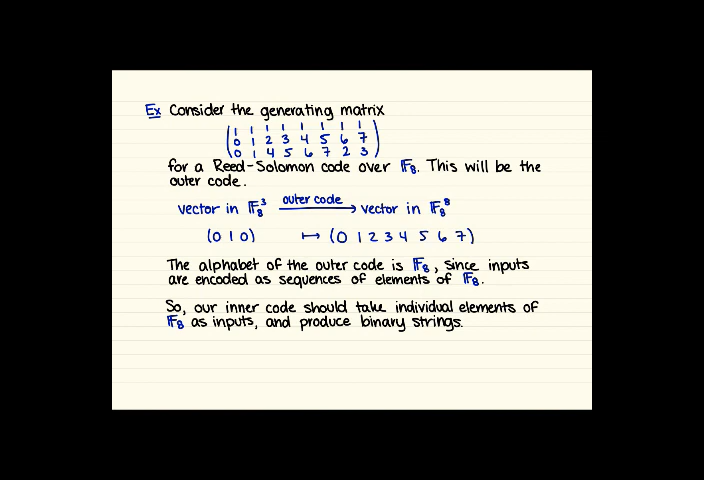 Ex Consider the generating matrix
1 1 1 1 1 1 1 1
0 1 2 3 4 5 6 7
0 1 4 5 6 7 2 3
for a Reed-Solomon code over 𝔽₈. This will be the
outer code.
vector in 𝔽₈³ outer code → vector in 𝔽₈⁸
(0 1 0) ↦ (0 1 2 3 4 5 6 7)
The alphabet of the outer code is 𝔽₈, since inputs
are encoded as sequences of elements of 𝔽₈.
So, our inner code should take individual elements of
𝔽₈ as inputs, and produce binary strings.